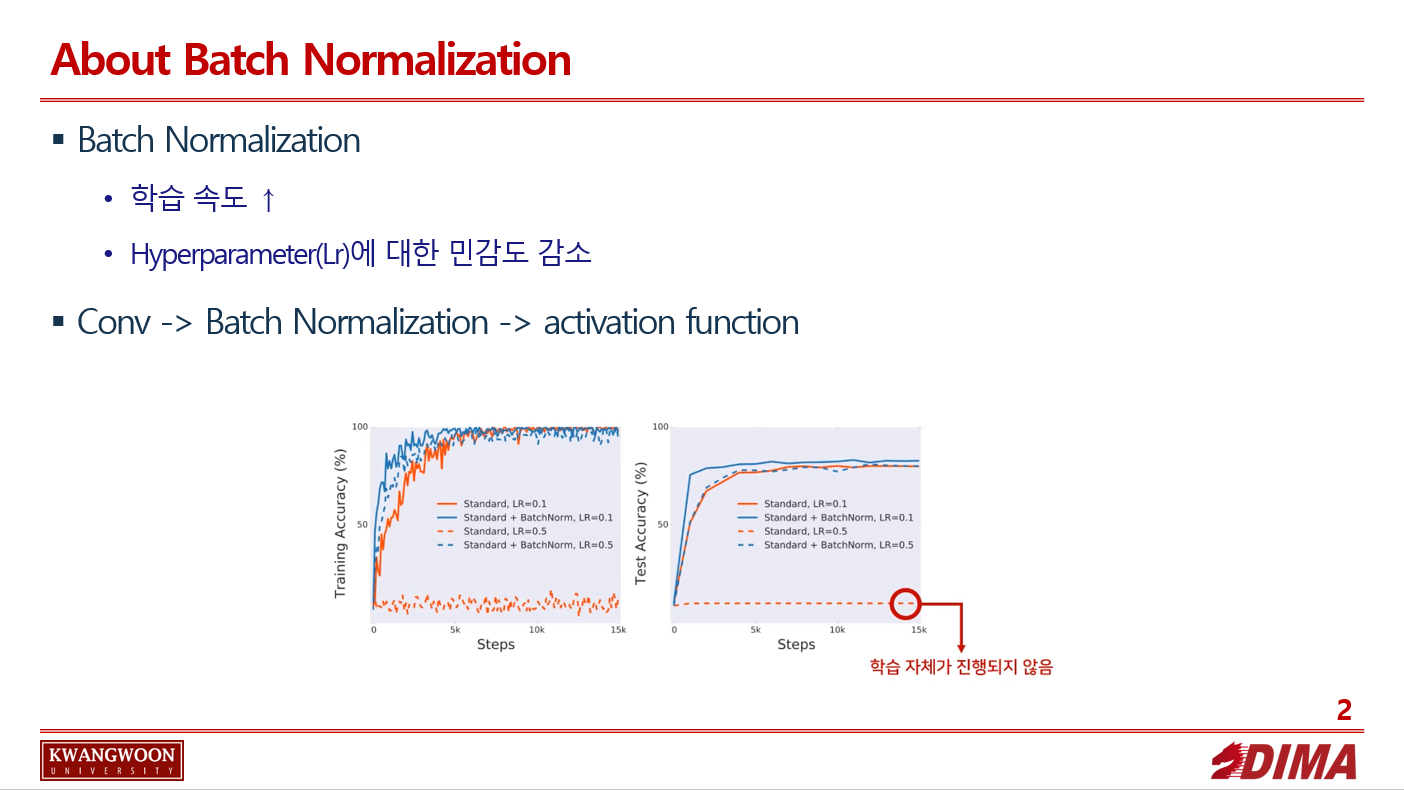 About Batch Normalization
▪ Batch Normalization
• 학습 속도 ↑
• Hyperparameter(Lr)에 대한 민감도 감소
▪ Conv -> Batch Normalization -> activation function
Training Accuracy (%)
100
50
Standard, LR=0.1
Standard + BatchNorm, LR=0.1
Standard, LR=0.5
Standard + BatchNorm, LR=0.5
0 5k 10k 15k
Steps
Test Accuracy (%)
100
50
Standard, LR=0.1
Standard + BatchNorm, LR=0.1
Standard, LR=0.5
Standard + BatchNorm, LR=0.5
0 5k 10k 15k
Steps
학습 자체가 진행되지 않음
2
KWANGWOON
UNIVERSITY
DIMA